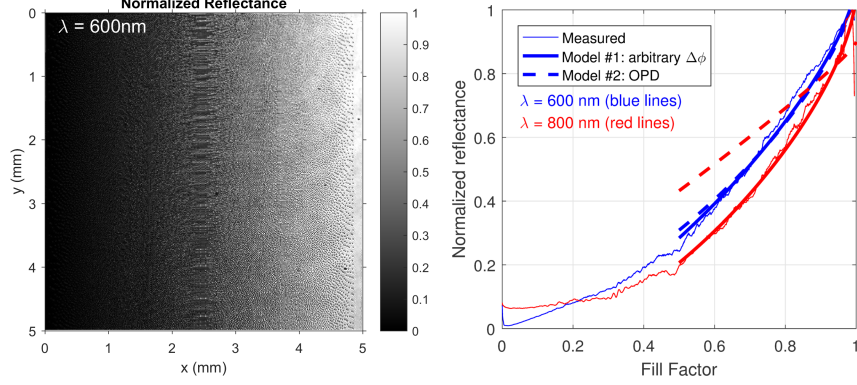 Normalized Reflectance
λ = 600nm
0
1
2
3
4
5
y (mm)
0 1 2 3 4 5
x (mm)
1
0.9
0.8
0.7
0.6
0.5
0.4
0.3
0.2
0.1
0
Normalized reflectance
1
0.8
0.6
0.4
0.2
0
Measured
Model #1: arbitrary Δϕ
Model #2: OPD
λ = 600 nm (blue lines)
λ = 800 nm (red lines)
0 0.2 0.4 0.6 0.8 1
Fill Factor